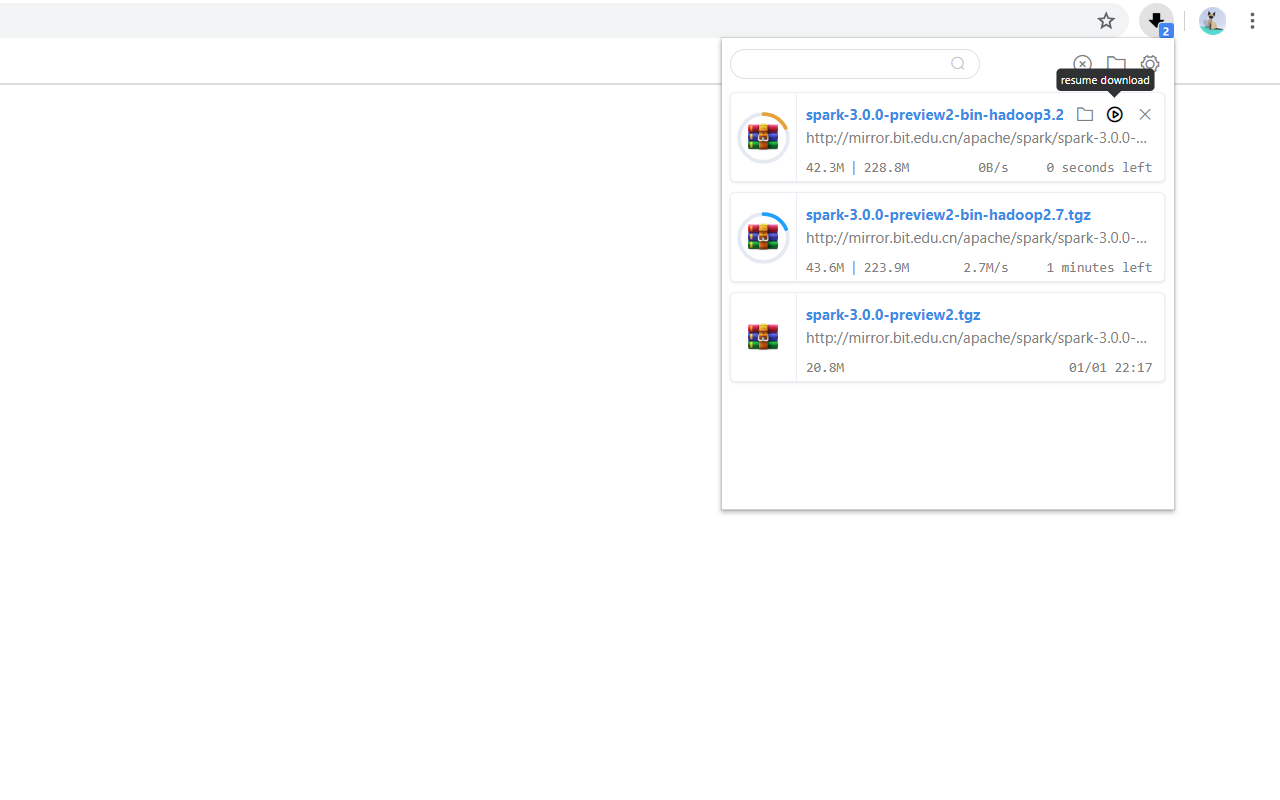 2
resume download
spark-3.0.0-preview2-bin-hadoop3.2
http://mirror.bit.edu.cn/apache/spark/spark-3.0.0-...
42.3M | 228.8M 0B/s 0 seconds left
spark-3.0.0-preview2-bin-hadoop2.7.tgz
http://mirror.bit.edu.cn/apache/spark/spark-3.0.0-...
43.6M | 223.9M 2.7M/s 1 minutes left
spark-3.0.0-preview2.tgz
http://mirror.bit.edu.cn/apache/spark/spark-3.0.0-...
20.8M 01/01 22:17